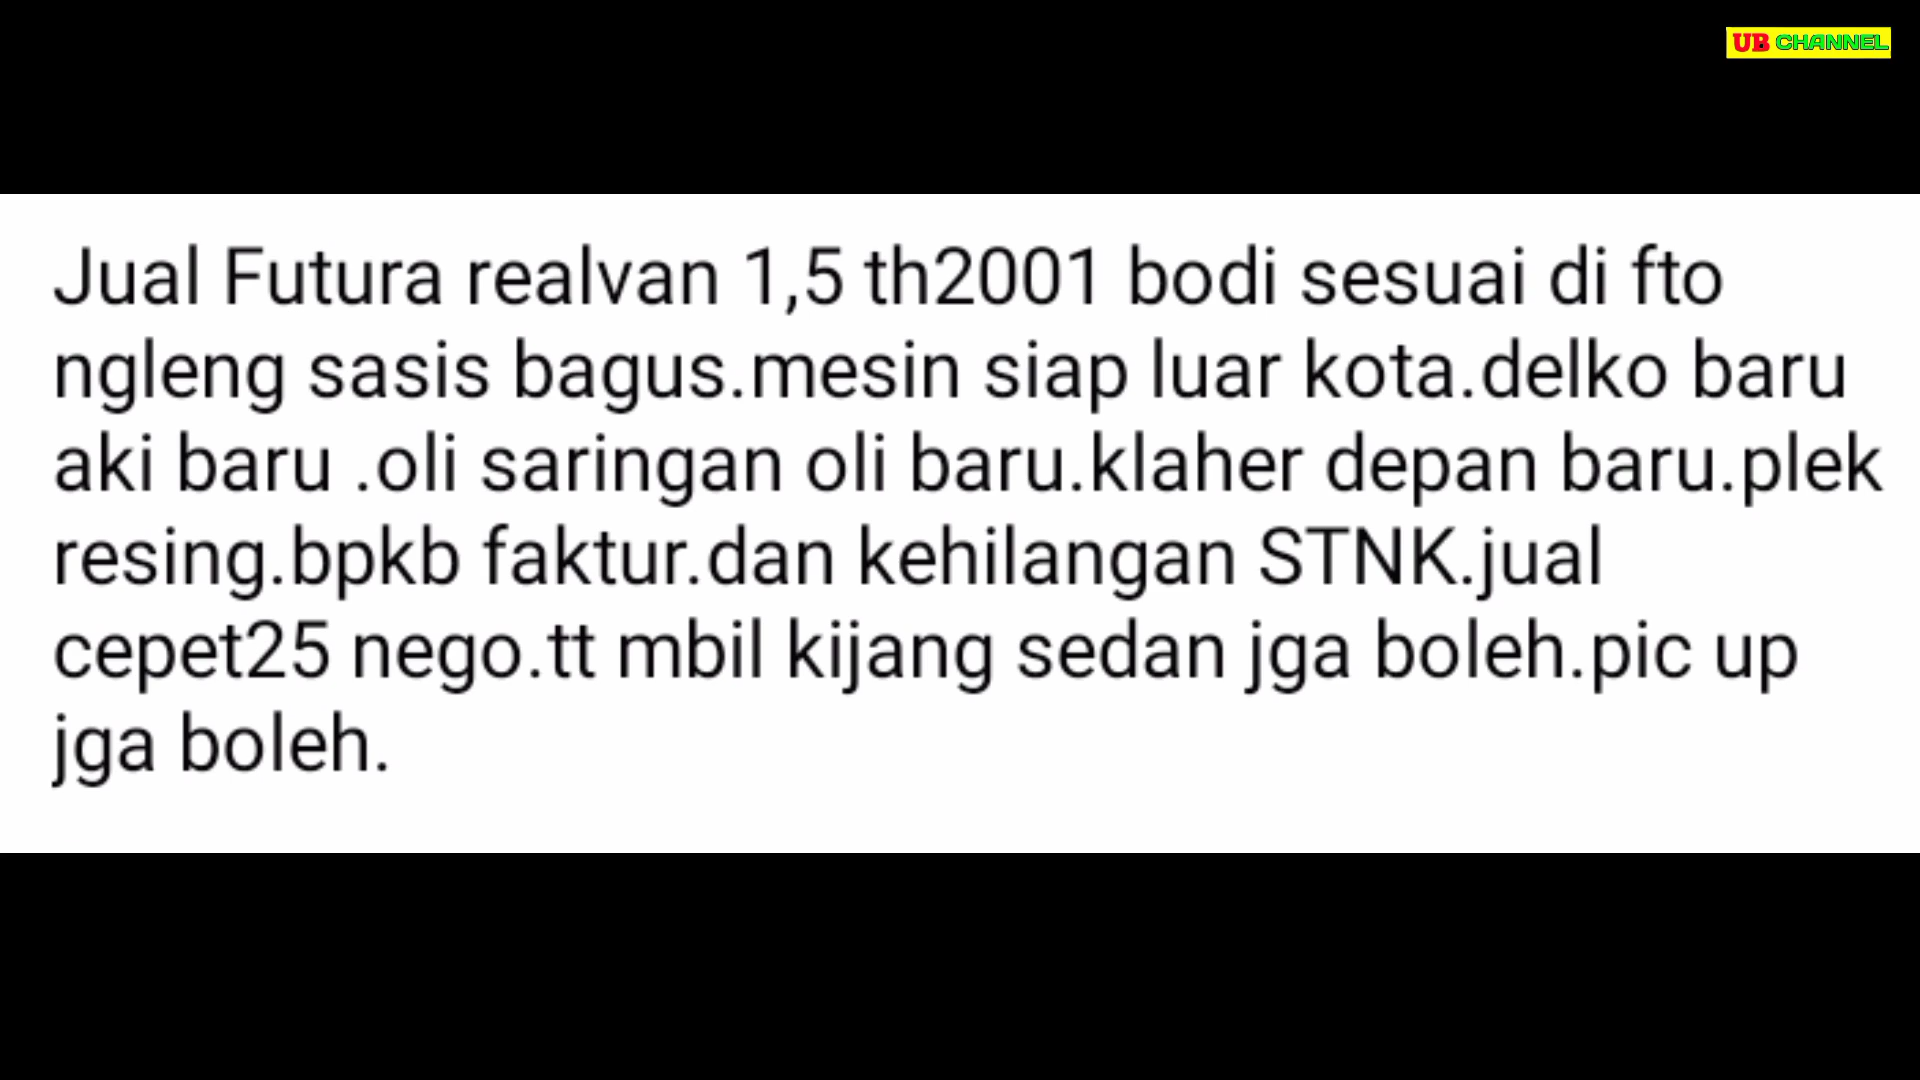 UB CHANNEL
Jual Futura realvan 1,5 th2001 bodi sesuai di fto
ngleng sasis bagus.mesin siap luar kota.delko baru
aki baru .oli saringan oli baru.klaher depan baru.plek
resing.bpkb faktur.dan kehilangan STNK.jual
cepet25 nego.tt mbil kijang sedan jga boleh.pic up
jga boleh.